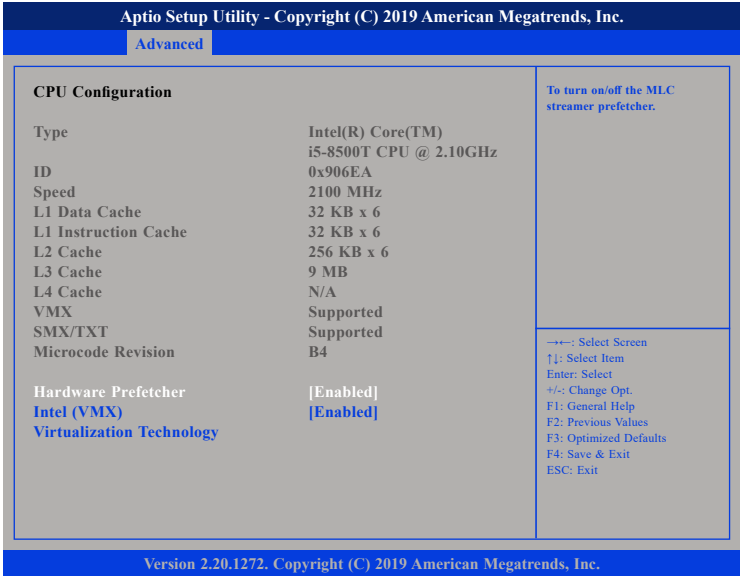 Aptio Setup Utility - Copyright (C) 2019 American Megatrends, Inc.
Advanced
CPU Configuration
Type Intel(R) Core(TM)
i5-8500T CPU @ 2.10GHz
ID 0x906EA
Speed 2100 MHz
L1 Data Cache 32 KB x 6
L1 Instruction Cache 32 KB x 6
L2 Cache 256 KB x 6
L3 Cache 9 MB
L4 Cache N/A
VMX Supported
SMX/TXT Supported
Microcode Revision B4
Hardware Prefetcher [Enabled]
Intel (VMX) [Enabled]
Virtualization Technology
To turn on/off the MLC
streamer prefetcher.
→←: Select Screen
↑↓: Select Item
Enter: Select
+/-: Change Opt.
F1: General Help
F2: Previous Values
F3: Optimized Defaults
F4: Save & Exit
ESC: Exit
Version 2.20.1272. Copyright (C) 2019 American Megatrends, Inc.